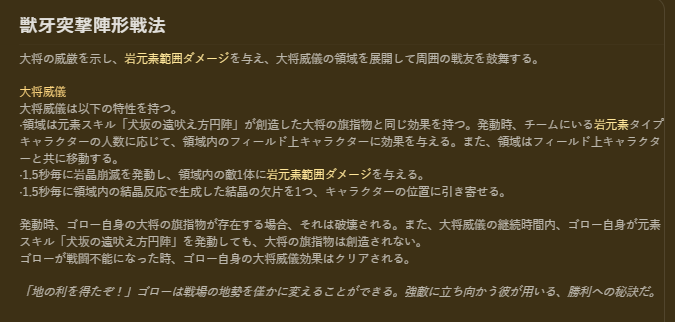 獣牙突撃陣形戦法
大将の威厳を示し、岩元素範囲ダメージを与え、大将威儀の領域を展開して周囲の戦友を鼓舞する。
大将威儀
大将威儀は以下の特性を持つ。
·領域は元素スキル「犬坂の遠吠え方円陣」が創造した大将の旗指物と同じ効果を持つ。発動時、チームにいる岩元素タイプ
キャラクターの人数に応じて、領域内のフィールド上キャラクターに効果を与える。また、領域はフィールド上キャラクタ
ーと共に移動する。
·1.5秒毎に岩晶崩滅を発動し、領域内の敵1体に岩元素範囲ダメージを与える。
·1.5秒毎に領域内の結晶反応で生成した結晶の欠片を1つ、キャラクターの位置に引き寄せる。
発動時、ゴロー自身の大将の旗指物が存在する場合、それは破壊される。また、大将威儀の継続時間内、ゴロー自身が元素
スキル「犬坂の遠吠え方円陣」を発動しても、大将の旗指物は創造されない。
ゴローが戦闘不能になった時、ゴロー自身の大将威儀効果はクリアされる。
「地の利を得たぞ！」ゴローは戦場の地勢を僅かに変えることができる。強敵に立ち向かう彼が用いる、勝利への秘訣だ。